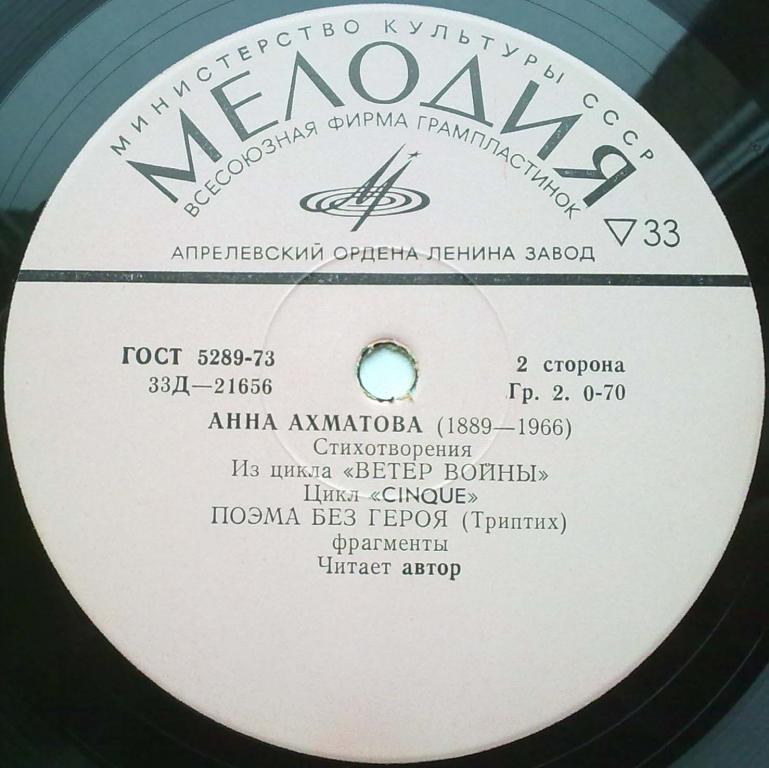 МИНИСТЕРСТВО КУЛЬТУРЫ СССР
МЕЛОДИЯ
ВСЕСОЮЗНАЯ ФИРМА ГРАМПЛАСТИНОК
33
АПРЕЛЕВСКИЙ ОРДЕНА ЛЕНИНА ЗАВОД
ГОСТ 5289-73
33Д—21656
2 сторона
Гр. 2. 0-70
АННА АХМАТОВА (1889—1966)
Стихотворения
Из цикла «ВЕТЕР ВОЙНЫ»
Цикл «CINQUE»
ПОЭМА БЕЗ ГЕРОЯ (Триптих)
фрагменты
Читает автор